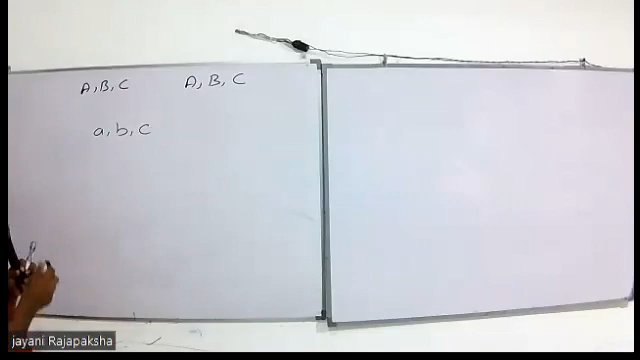 A, B, C A, B, C
a, b, c
jayani Rajapaksha